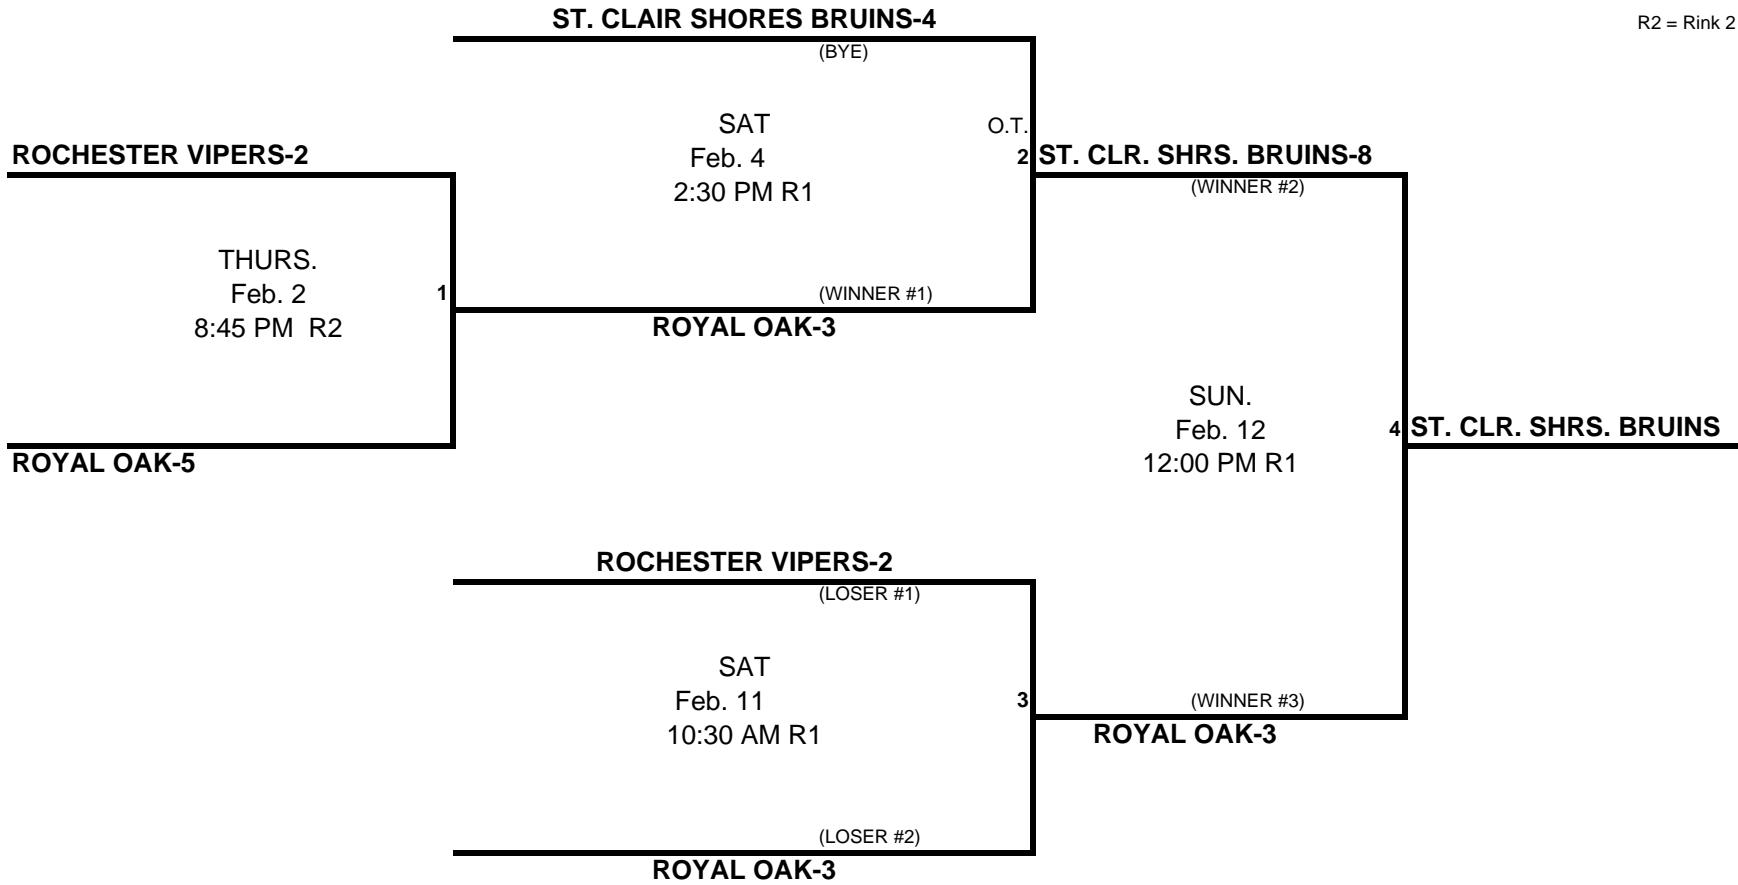 ST. CLAIR SHORES BRUINS-4
R2 = Rink 2
(BYE)
SAT
O.T.
ROCHESTER VIPERS-2
Feb. 4
2 ST. CLR. SHRS. BRUINS-8
2:30 PM R1
(WINNER #2)
THURS.
Feb. 2
1
(WINNER #1)
8:45 PM  R2
ROYAL OAK-3
SUN.
Feb. 12
4 ST. CLR. SHRS. BRUINS
ROYAL OAK-5
12:00 PM R1
ROCHESTER VIPERS-2
(LOSER #1)
SAT
Feb. 11
3
(WINNER #3)
10:30 AM R1
ROYAL OAK-3
(LOSER #2)
ROYAL OAK-3